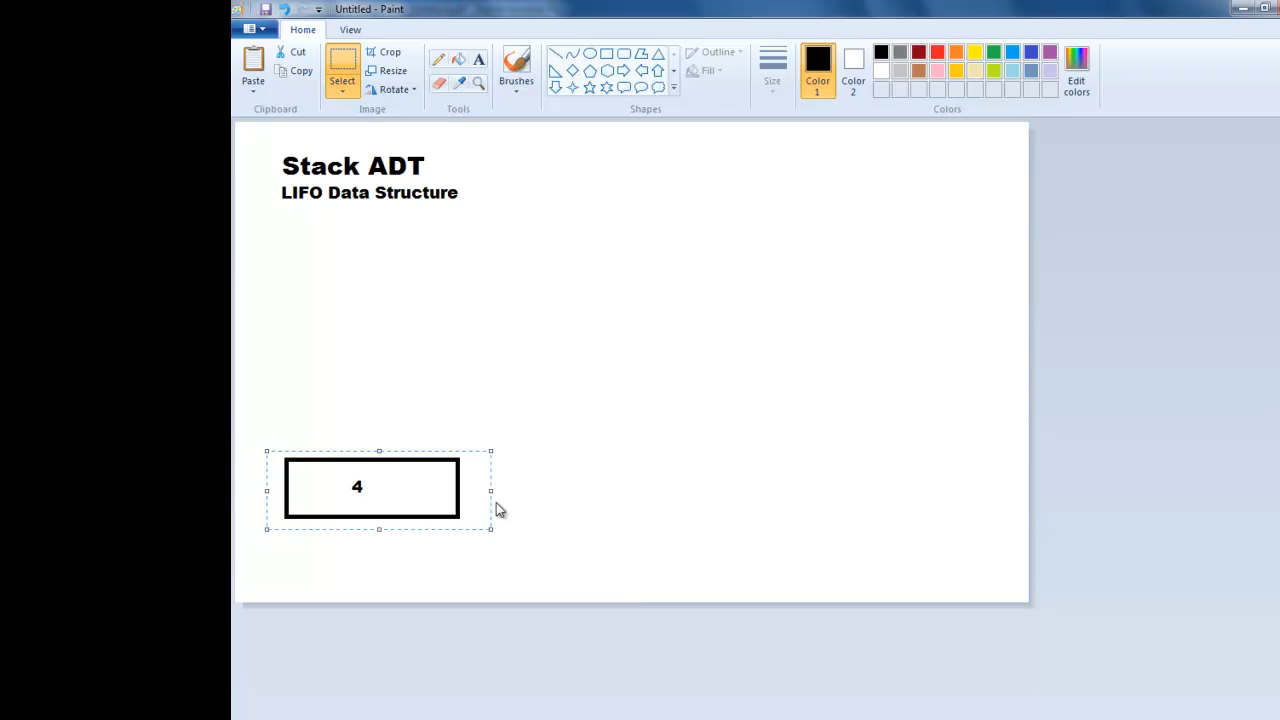 Untitled - Paint
Home View
Paste
Cut
Copy
Clipboard
Select
Crop
Resize
Rotate
Image
Tools
Brushes
Outline
Fill
Shapes
Size
Color 1
Color 2
Edit colors
Colors
Stack ADT
LIFO Data Structure
4